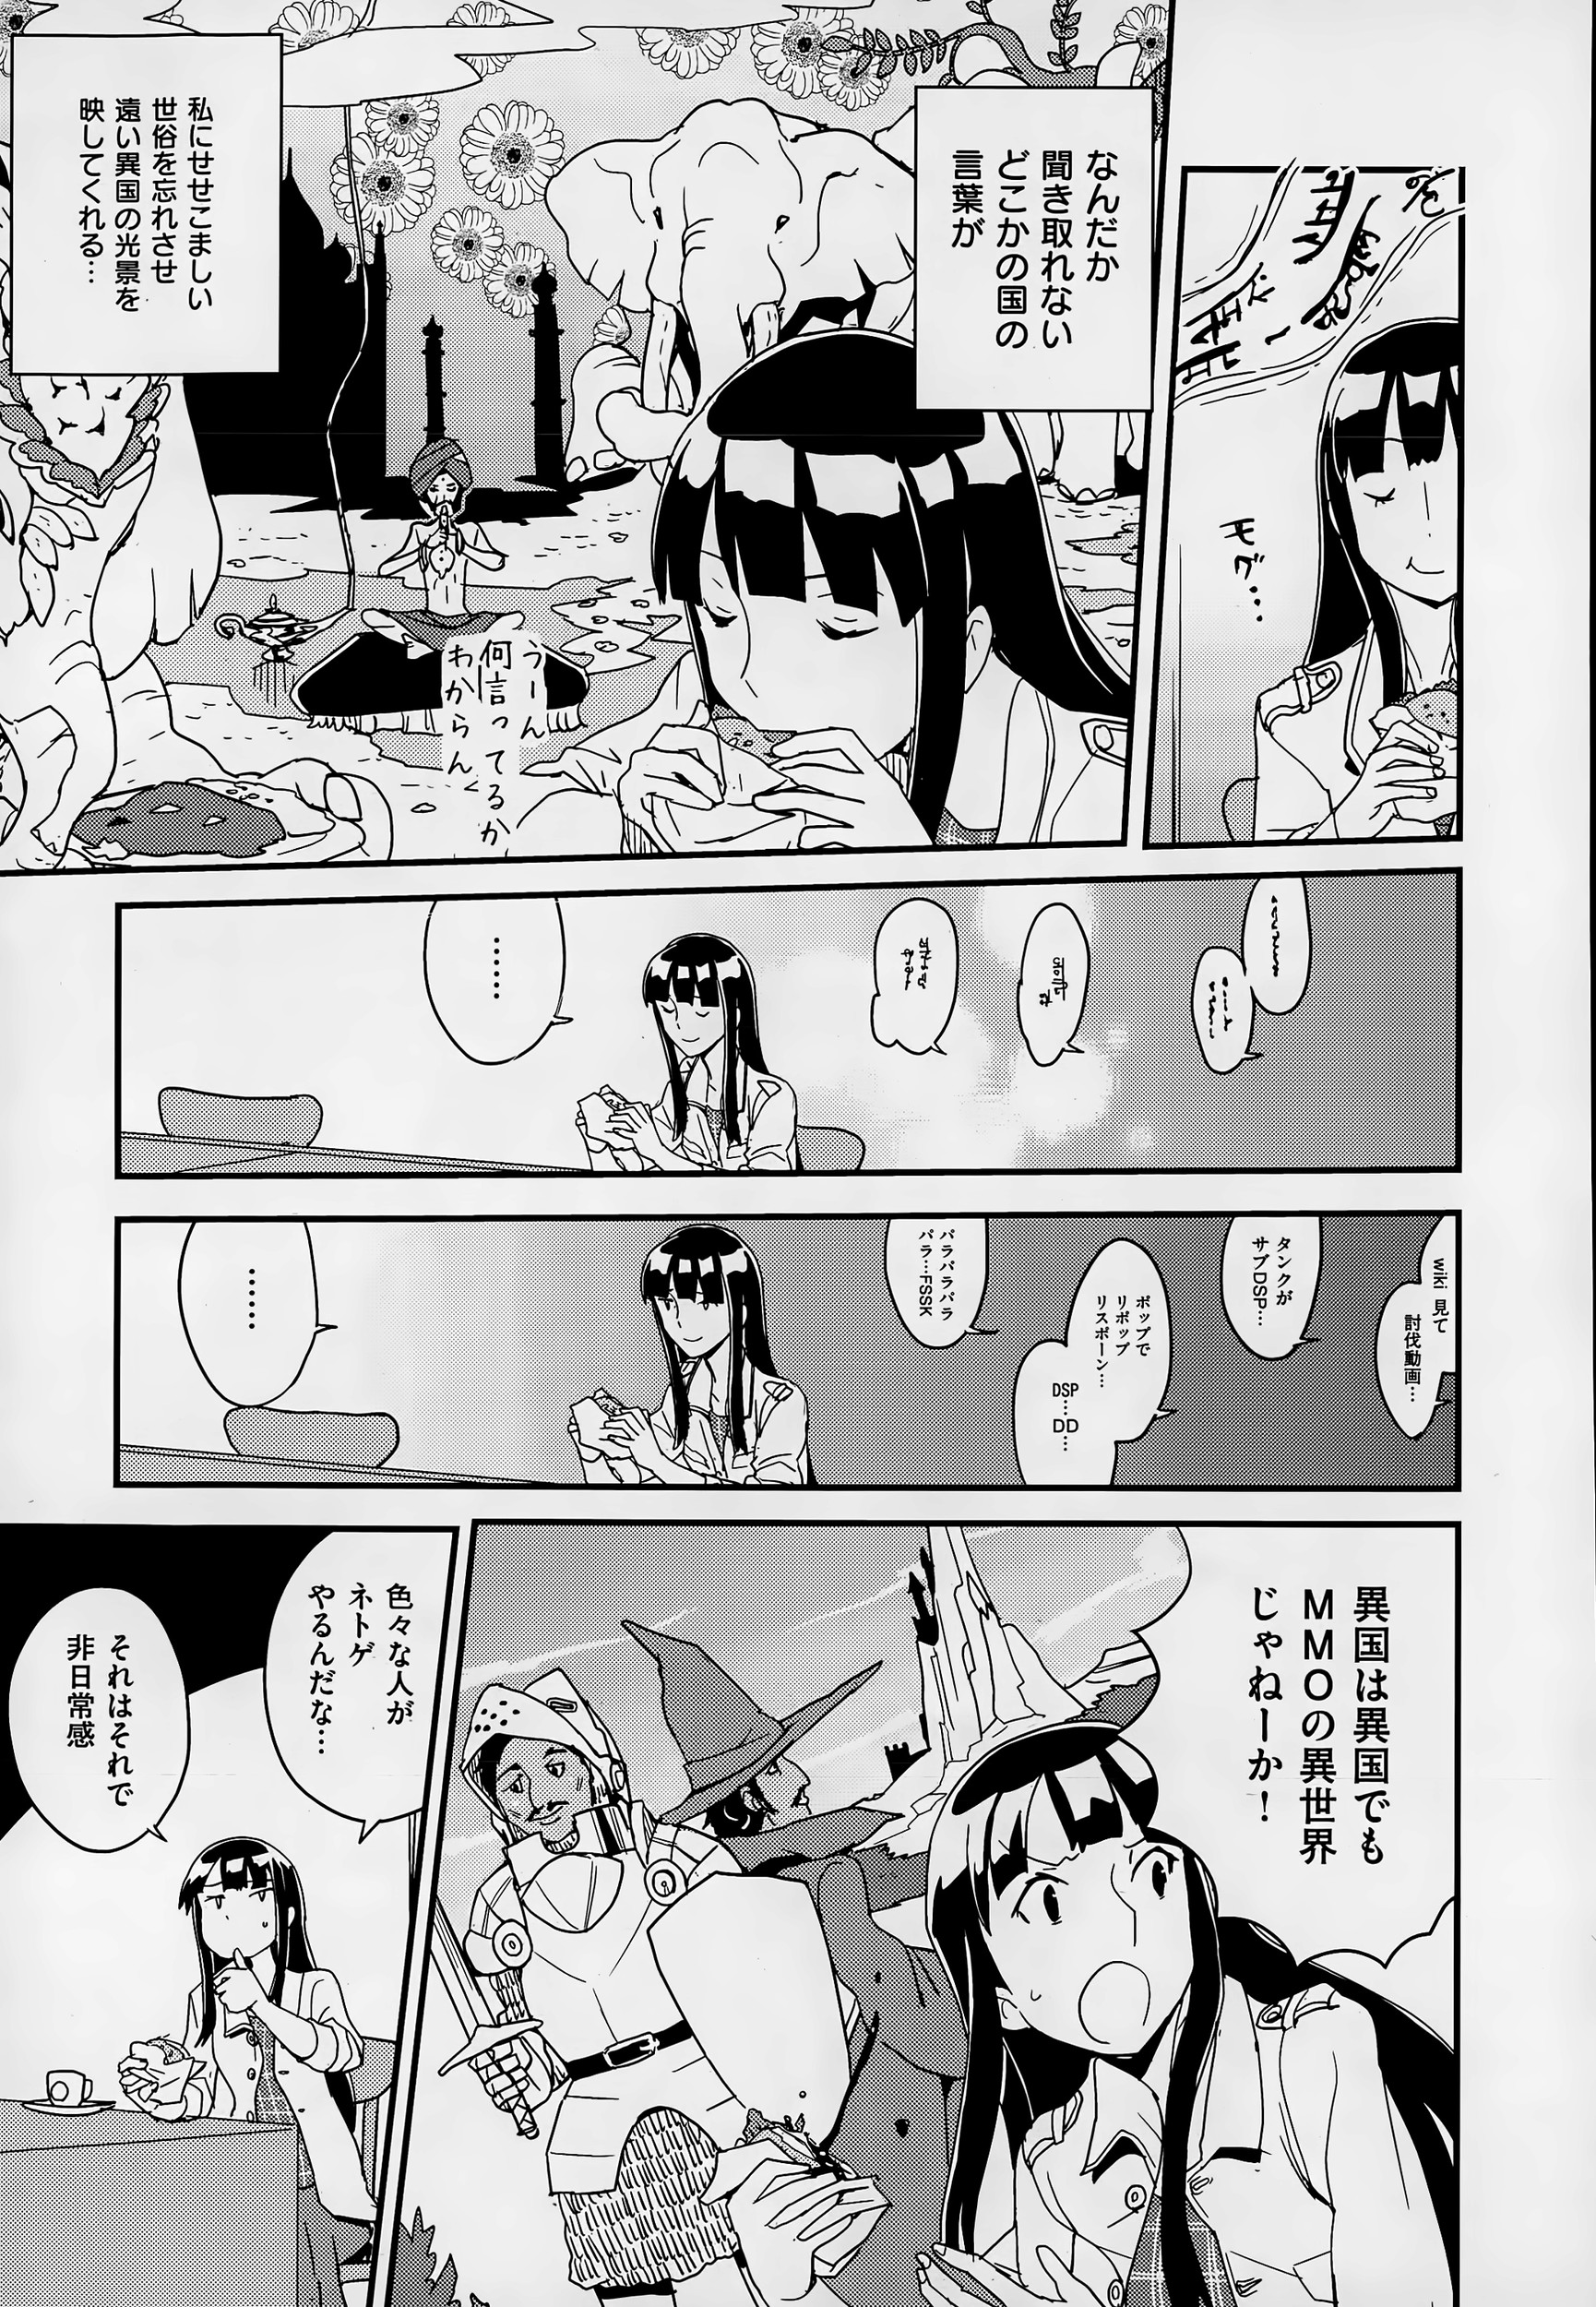 モグ…
なんだか
聞き取れない
どこかの国の
言葉が
私にせせこましい
世俗を忘れさせ
遠い異国の光景を
映してくれる…
うーん
何言ってるか
わからん
……
wiki 見て
討伐動画…
タンクが
サブDSP…
ポップで
リポップ
リスポーン…
DSP…DD…
パラパラパラ
パラ…FSSK
……
異国は異国でも
MMOの異世界
じゃねーか！
色々な人が
ネトゲ
やるんだな…
それはそれで
非日常感